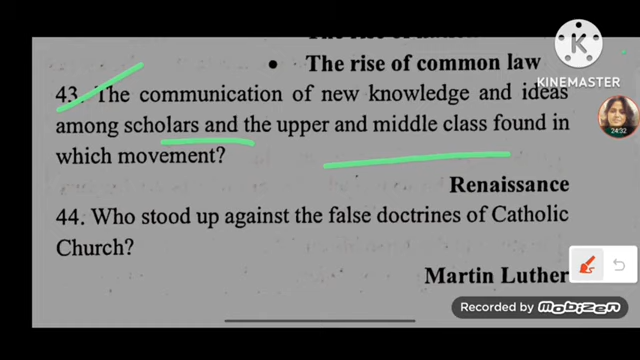 • The rise of common law
KINEMASTER
43. The communication of new knowledge and ideas
among scholars and the upper and middle class found in
which movement?
24:32
Renaissance
44. Who stood up against the false doctrines of Catholic
Church?
Martin Luther
Recorded by mobizen